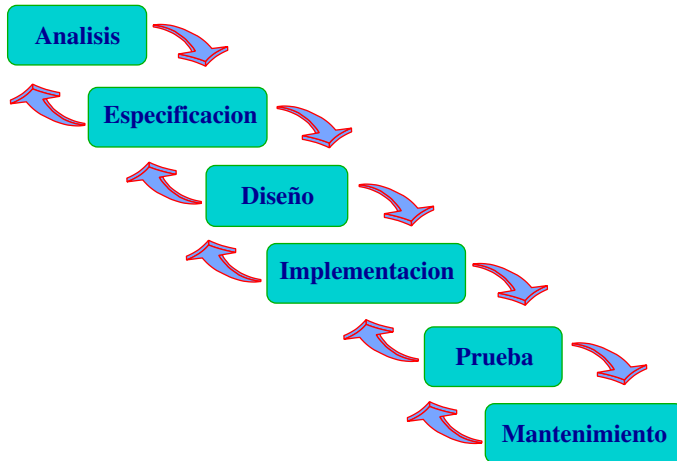 Analisis
Especificacion
Diseño
Implementacion
Prueba
Mantenimiento